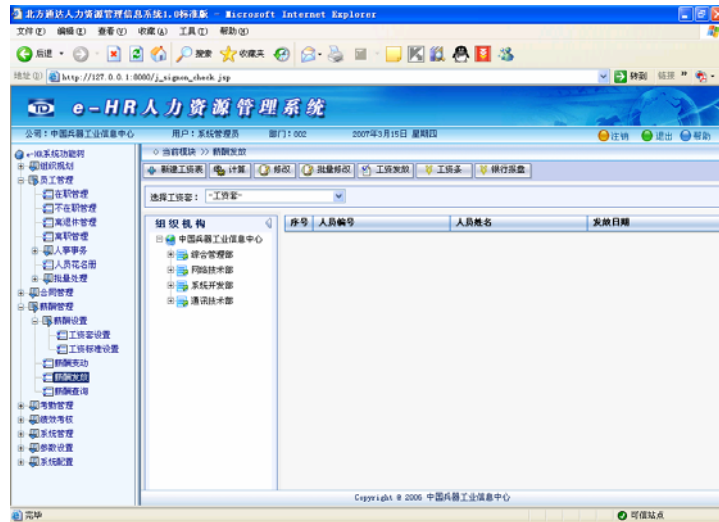 北方通达人力资源管理信息系统1.0标准版 - Microsoft Internet Explorer
文件(F) 编辑(E) 查看(V) 收藏(A) 工具(T) 帮助(H)
后退 搜索 收藏夹
地址(D) http://127.0.0.1:8080/j_signon_check.jsp 转到 链接 »
e-HR人力资源管理系统
公司：中国兵器工业信息中心 用户：系统管理员 部门：002 2007年3月15日 星期四 注销 退出 帮助
e-HR系统功能树
组织规划
员工管理
在职管理
不在职管理
离退休管理
离职管理
人事事务
人员花名册
批量处理
合同管理
薪酬管理
薪酬设置
工资套设置
工资标准设置
薪酬变动
薪酬发放
薪酬查询
考勤管理
绩效考核
系统管理
参数设置
系统配置
◇ 当前模块 >> 薪酬发放
新建工资表 计算 修改 批量修改 工资发放 工资条 银行报盘
选择工资套： -工资套-
组织机构
中国兵器工业信息中心
综合管理部
网络技术部
系统开发部
通讯技术部
序号 人员编号 人员姓名 发放日期
Copyright @ 2006 中国兵器工业信息中心
完毕 可信站点